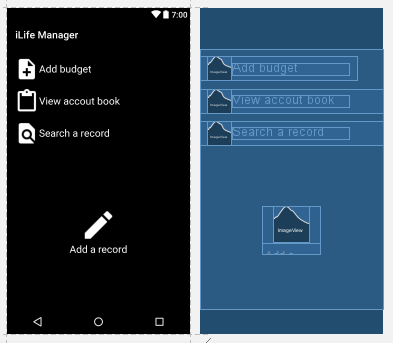 7:00
iLife Manager
Add budget
View accout book
Search a record
Add a record
Add budget
View accout book
Search a record
ImageView